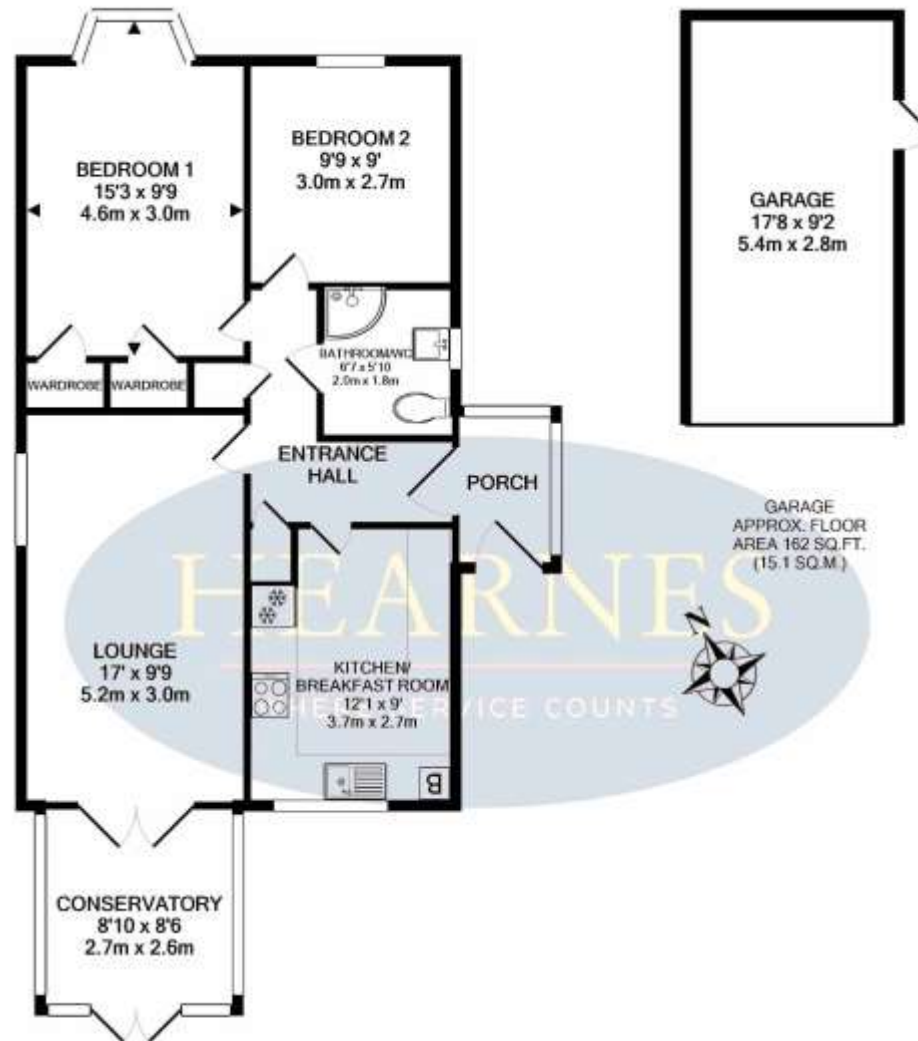 BEDROOM 1
15'3 x 9'9
4.6m x 3.0m
BEDROOM 2
9'9 x 9'
3.0m x 2.7m
GARAGE
17'8 x 9'2
5.4m x 2.8m
BATHROOM/WC
6'7 x 5'10
2.0m x 1.8m
WARDROBE
WARDROBE
ENTRANCE
HALL
PORCH
GARAGE
APPROX. FLOOR
AREA 162 SQ.FT.
(15.1 SQ.M.)
HEARNES
SERVICE COUNTS
N
LOUNGE
17' x 9'9
5.2m x 3.0m
KITCHEN/
BREAKFAST ROOM
12'1 x 9'
3.7m x 2.7m
B
CONSERVATORY
8'10 x 8'6
2.7m x 2.6m